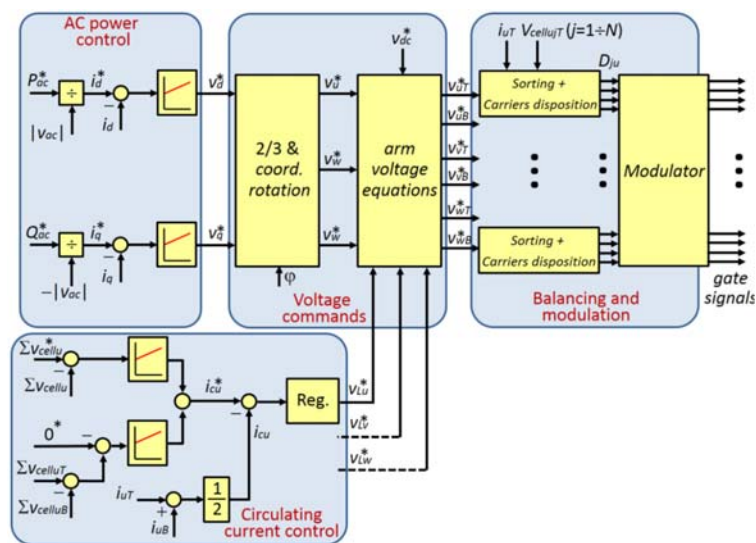 AC power
control
P*ac
÷
i*d
−
|vac|
id
v*d
Q*ac
÷
i*q
−
−|vac|
iq
v*q
2/3 &
coord.
rotation
φ
v*u
v*w
v*w
v*dc
arm
voltage
equations
Voltage
commands
v*uT
v*uB
v*vT
v*vB
v*wT
v*wB
iuT VcellujT (j=1÷N)
Dju
Sorting +
Carriers disposition
Sorting +
Carriers disposition
Modulator
gate
signals
Balancing and
modulation
Σv*cellu
−
Σvcellu
0*
−
ΣvcelluT
−
ΣvcelluB
i*cu
−
icu
Reg.
v*Lu
v*Lv
v*Lw
iuT
+
iuB
1
2
Circulating
current control